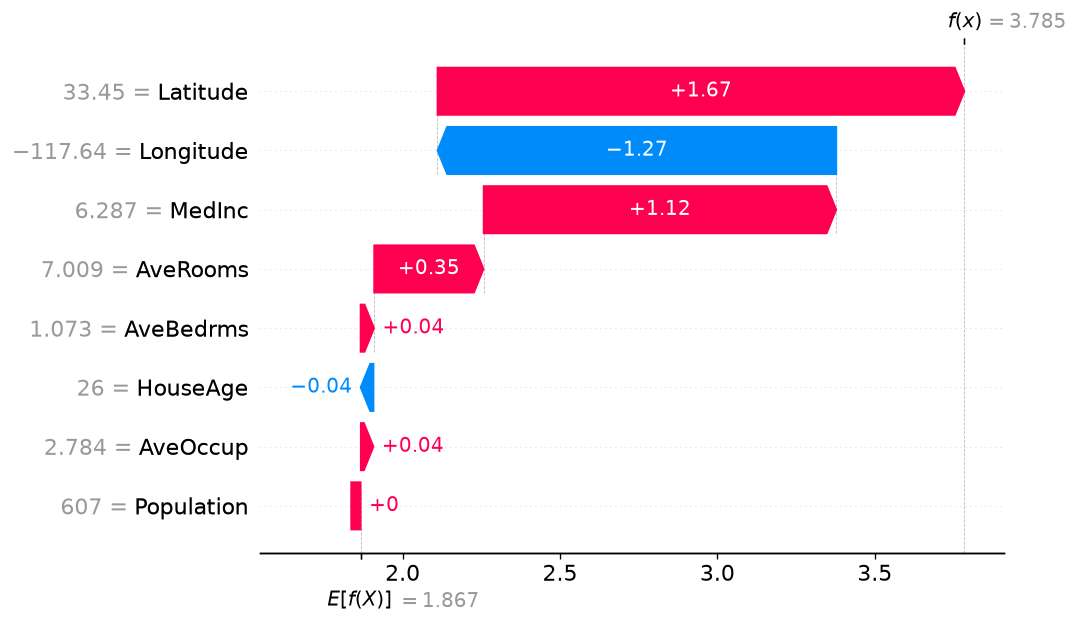 f(x) = 3.785
33.45 = Latitude
+1.67
−117.64 = Longitude
−1.27
6.287 = MedInc
+1.12
7.009 = AveRooms
+0.35
1.073 = AveBedrms
+0.04
26 = HouseAge
−0.04
2.784 = AveOccup
+0.04
607 = Population
+0
2.0 2.5 3.0 3.5
E[f(X)] = 1.867